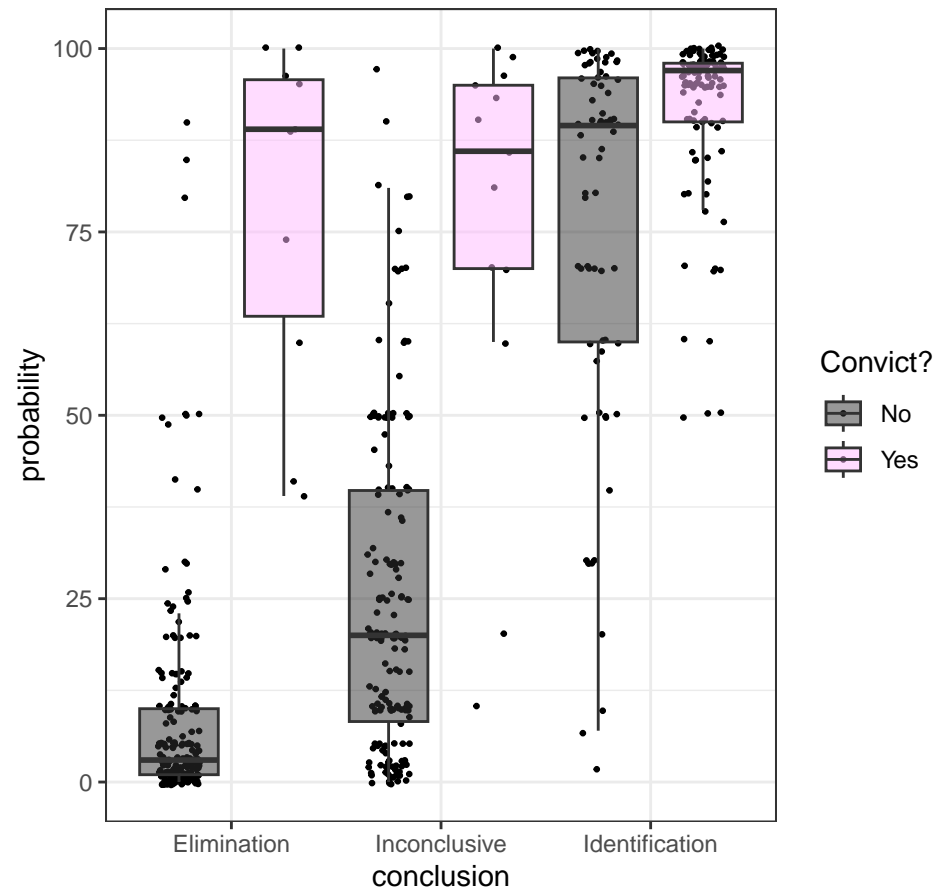 100
75
50
25
0
probability
Elimination
Inconclusive
Identification
conclusion
Convict?
No
Yes